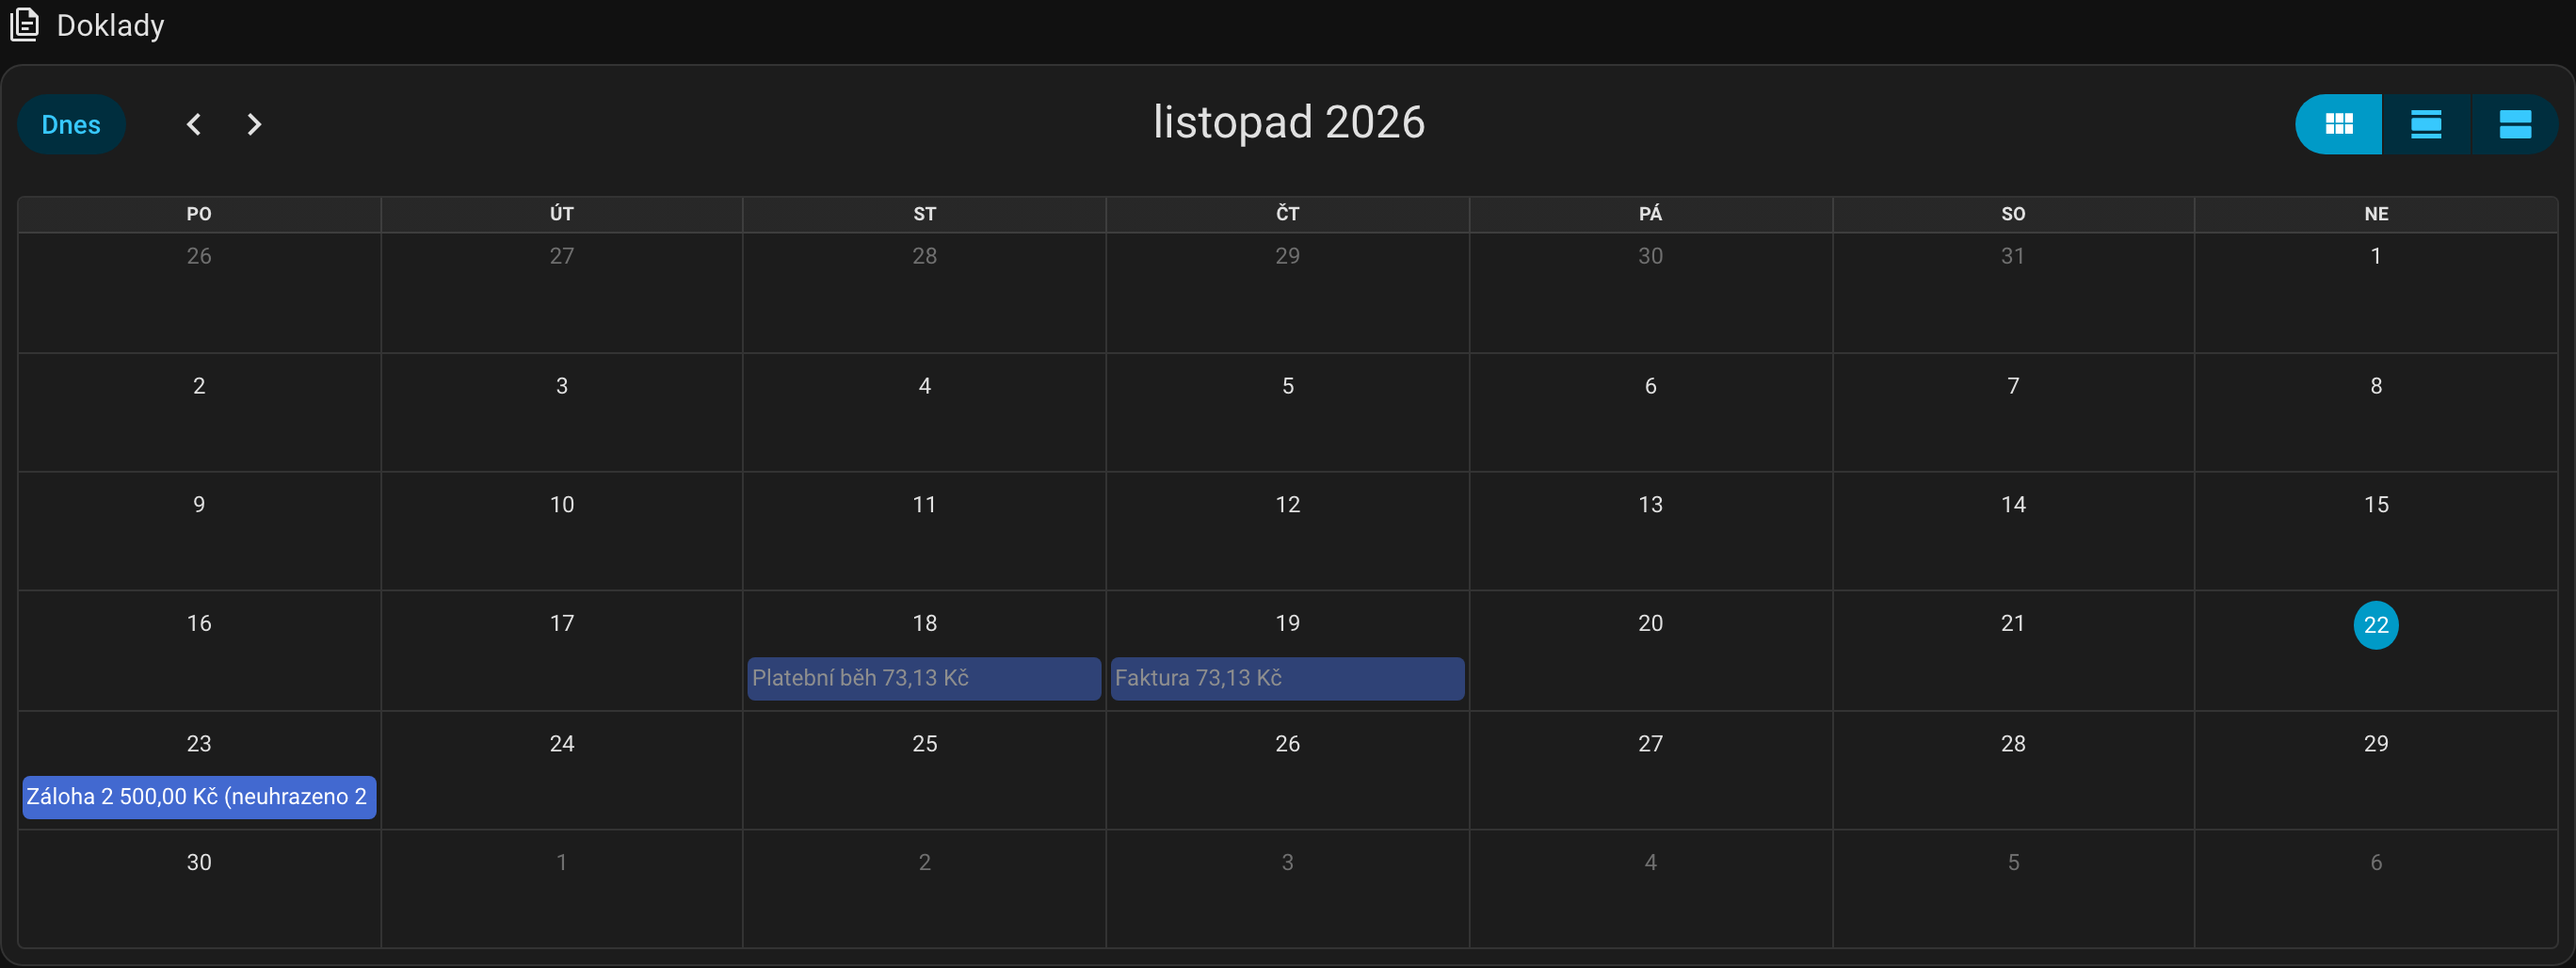 Doklady
Dnes
listopad 2026
PO ÚT ST ČT PÁ SO NE
26 27 28 29 30 31 1
2 3 4 5 6 7 8
9 10 11 12 13 14 15
16 17 18 19 20 21 22
Platební běh 73,13 Kč Faktura 73,13 Kč
23 24 25 26 27 28 29
Záloha 2 500,00 Kč (neuhrazeno 2
30 1 2 3 4 5 6